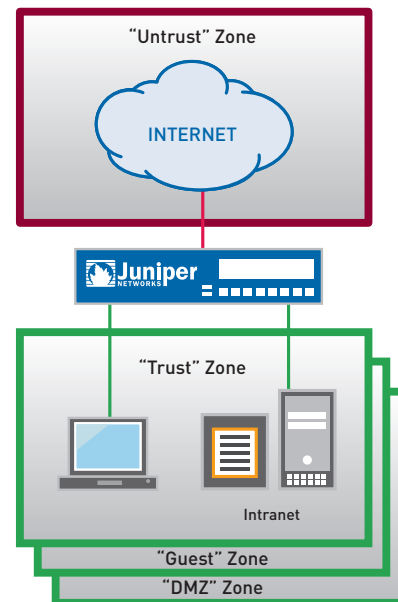 “Untrust” Zone
INTERNET
Juniper
NETWORKS
“Trust” Zone
Intranet
“Guest” Zone
“DMZ” Zone